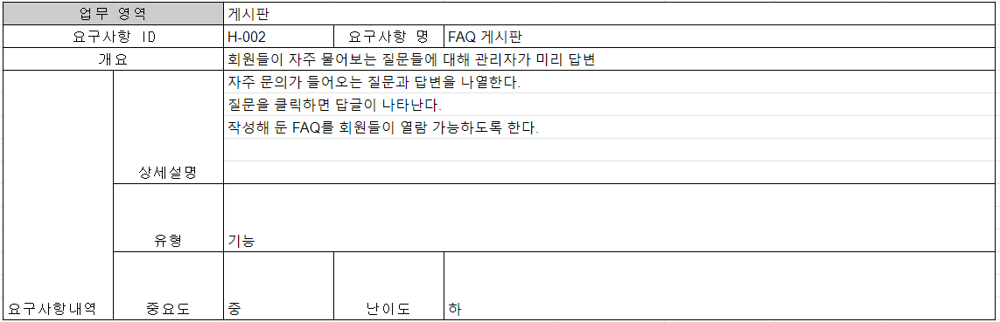 업무 영역 게시판
요구사항 ID H-002 요구사항 명 FAQ 게시판
개요 회원들이 자주 물어보는 질문들에 대해 관리자가 미리 답변
자주 문의가 들어오는 질문과 답변을 나열한다.
질문을 클릭하면 답글이 나타난다.
작성해 둔 FAQ를 회원들이 열람 가능하도록 한다.
상세설명
유형 기능
요구사항내역 중요도 중 난이도 하